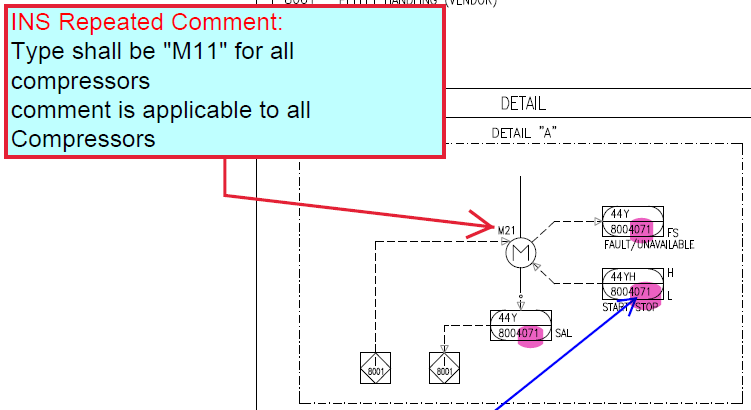 INS Repeated Comment:
Type shall be "M11" for all
compressors
comment is applicable to all
Compressors
DETAIL
DETAIL "A"
M21
M
44Y
8004071
FS
FAULT/UNAVAILABLE
44YH
H
8004071
L
START/STOP
44Y
8004071
SAL
8001
8001